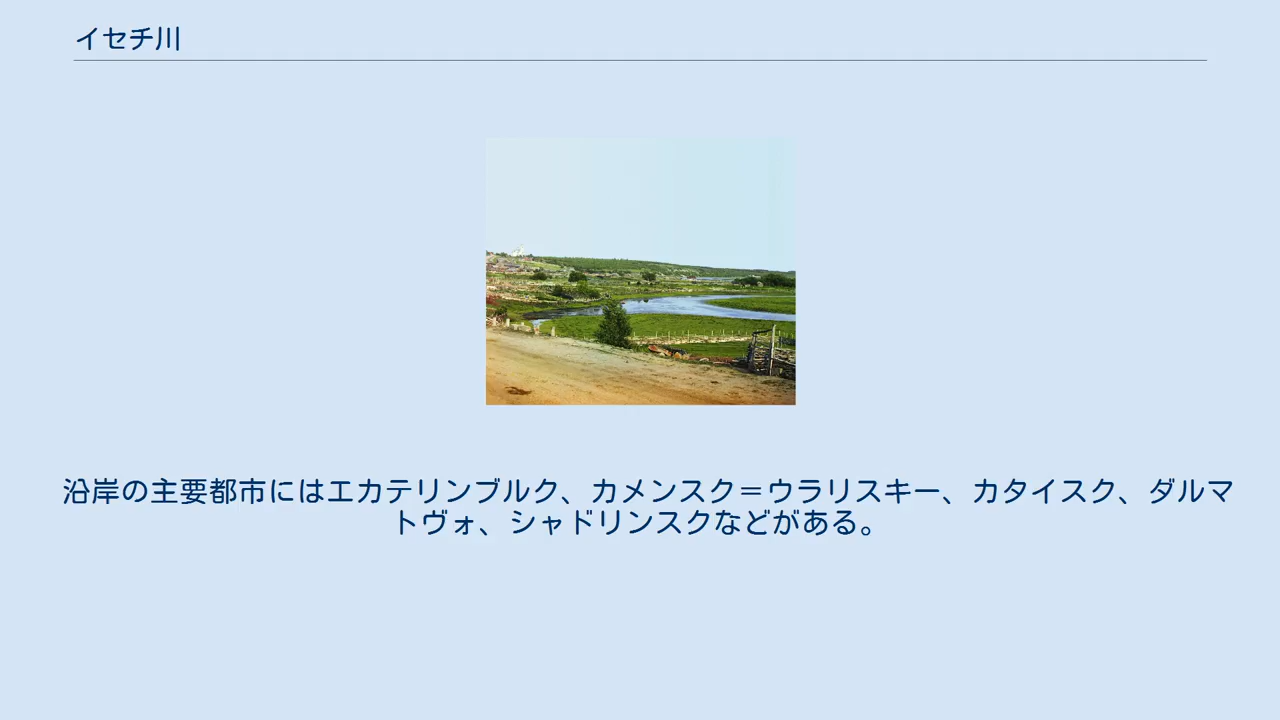 イセチ川
沿岸の主要都市にはエカテリンブルク、カメンスク＝ウラリスキー、カタイスク、ダルマ
トヴォ、シャドリンスクなどがある。